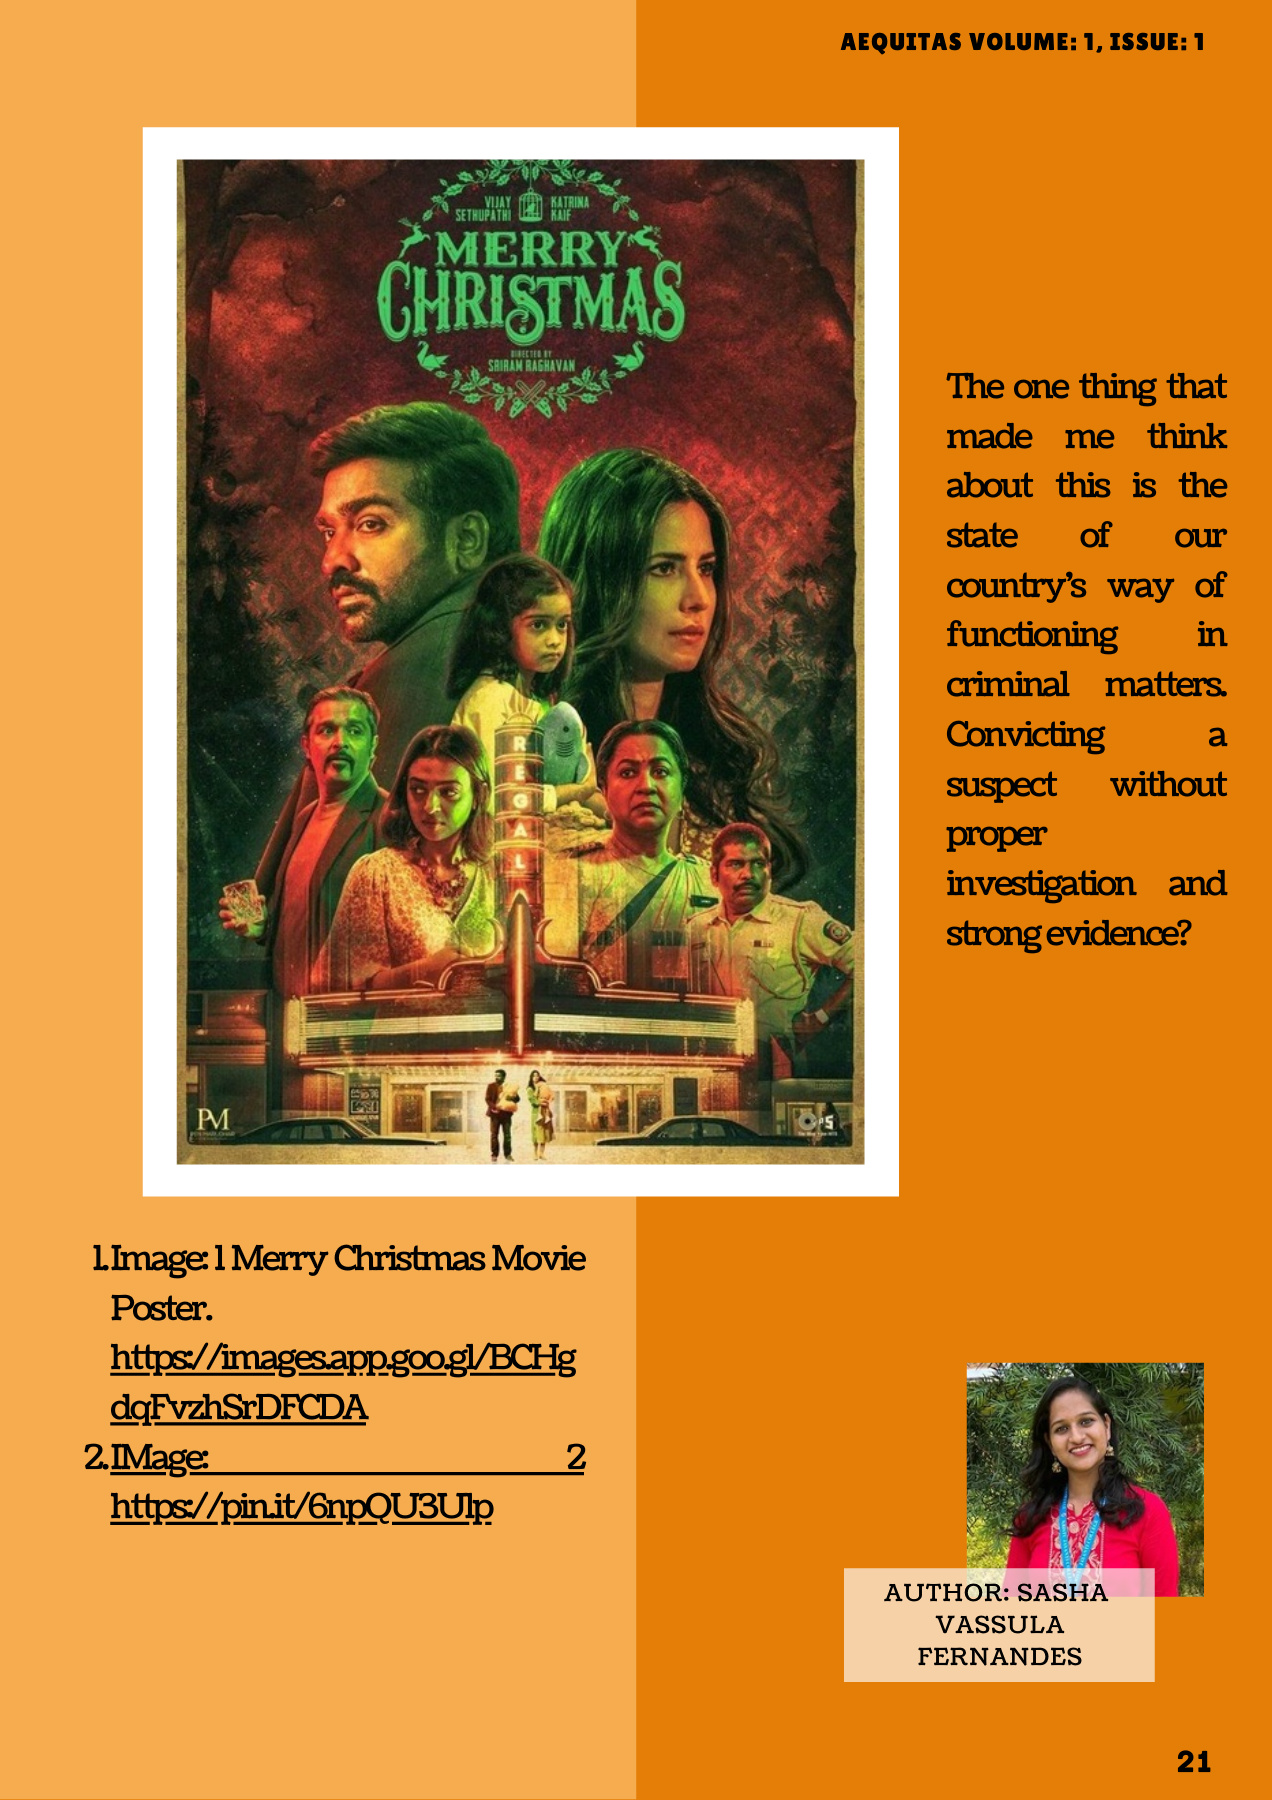 AEQUITAS VOLUME: 1, ISSUE: 1
VIJAY SETHUPATHI
KATRINA KAIF
MERRY
CHRISTMAS
DIRECTED BY
SRIRAM RAGHAVAN
REGAL
PM
The one thing that
made me think
about this is the
state of our
country's way of
functioning in
criminal matters.
Convicting a
suspect without
proper
investigation and
strong evidence?
1.Image: 1 Merry Christmas Movie
Poster.
https://images.app.goo.gl/BCHg
dqFvzhSrDFCDA
2.IMage: 2
https://pin.it/6npQU3Ulp
AUTHOR: SASHA
VASSULA
FERNANDES
21